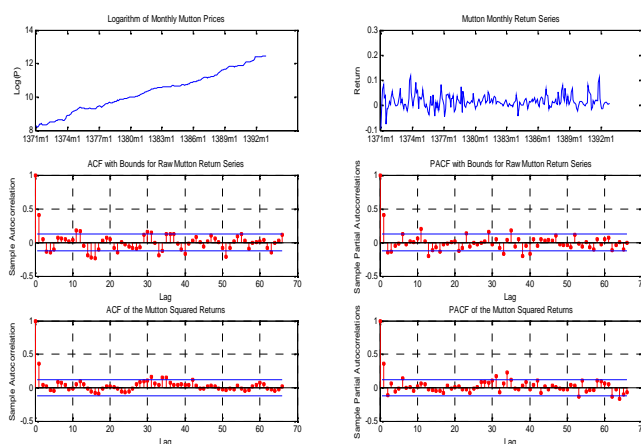 Logarithm of Monthly Mutton Prices
Log(P)
14
12
10
8
1371m1 1374m1 1377m1 1380m1 1383m1 1386m1 1389m1 1392m1
Mutton Monthly Return Series
Return
0.3
0.2
0.1
0
-0.1
1371m1 1374m1 1377m1 1380m1 1383m1 1386m1 1389m1 1392m1
ACF with Bounds for Raw Mutton Return Series
Sample Autocorrelation
1
0.5
0
-0.5
0 10 20 30 40 50 60 70
Lag
PACF with Bounds for Raw Mutton Return Series
Sample Partial Autocorrelations
1
0.5
0
-0.5
0 10 20 30 40 50 60 70
Lag
ACF of the Mutton Squared Returns
Sample Autocorrelation
1
0.5
0
-0.5
0 10 20 30 40 50 60 70
Lag
PACF of the Mutton Squared Returns
Sample Partial Autocorrelations
1
0.5
0
-0.5
0 10 20 30 40 50 60 70
Lag